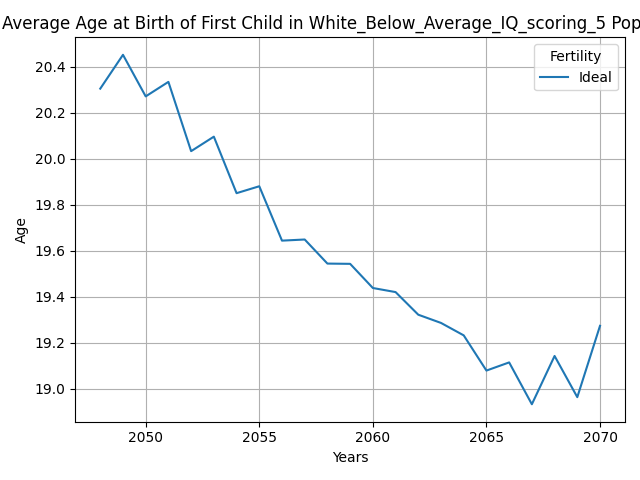 Average Age at Birth of First Child in White_Below_Average_IQ_scoring_5 Pop
Fertility
Ideal
20.4
20.2
20.0
19.8
19.6
19.4
19.2
19.0
Age
2050 2055 2060 2065 2070
Years